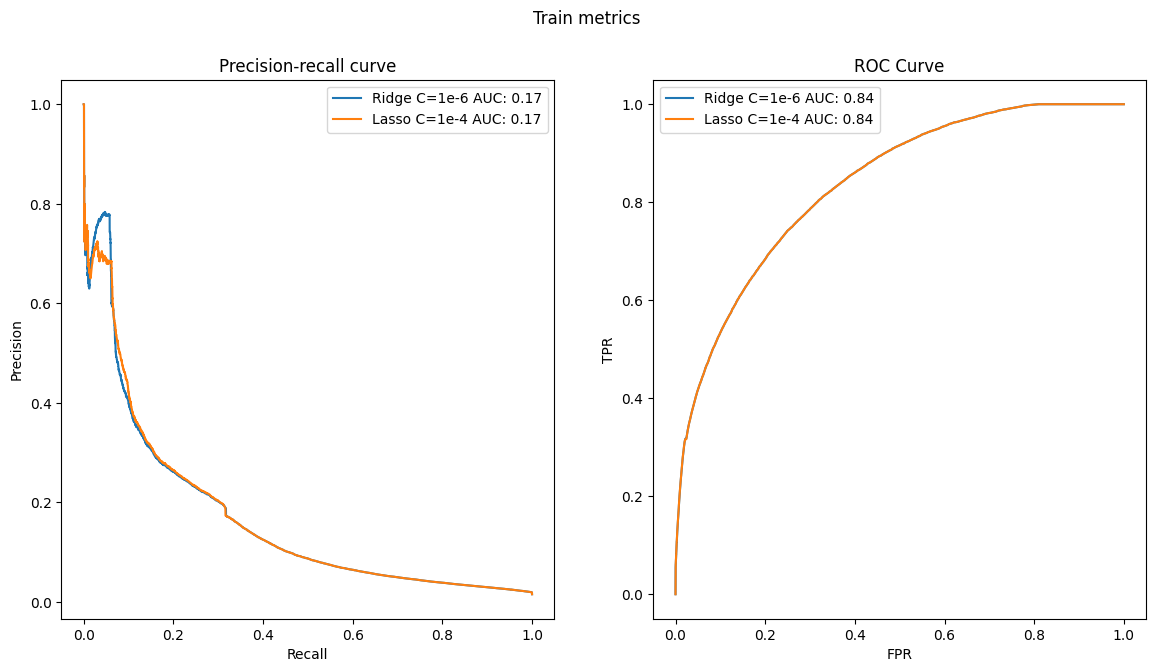 Train metrics
Precision-recall curve
Ridge C=1e-6 AUC: 0.17
Lasso C=1e-4 AUC: 0.17
1.0
0.8
0.6
0.4
0.2
0.0
Precision
0.0 0.2 0.4 0.6 0.8 1.0
Recall
ROC Curve
Ridge C=1e-6 AUC: 0.84
Lasso C=1e-4 AUC: 0.84
1.0
0.8
0.6
0.4
0.2
0.0
TPR
0.0 0.2 0.4 0.6 0.8 1.0
FPR